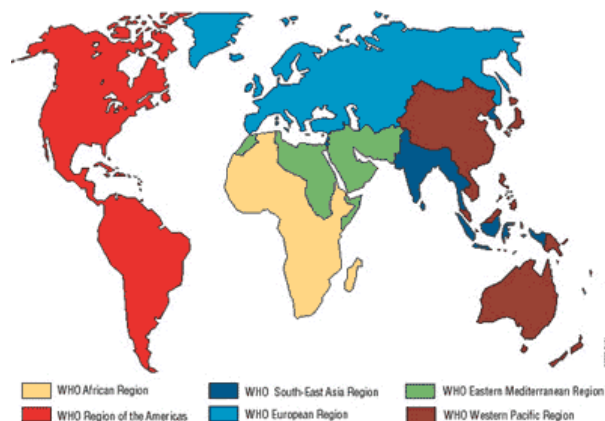 WHO African Region
WHO South-East Asia Region
WHO Eastern Mediterranean Region
WHO Region of the Americas
WHO European Region
WHO Western Pacific Region